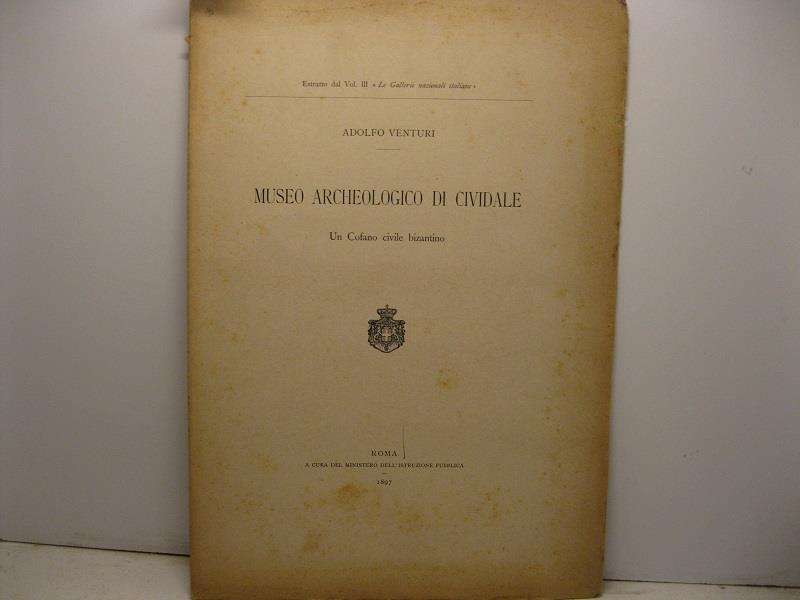 Estratto dal Vol. III « Le Gallerie nazionali italiane »
ADOLFO VENTURI
MUSEO ARCHEOLOGICO DI CIVIDALE
Un Cofano civile bizantino
ROMA
A CURA DEL MINISTERO DELL'ISTRUZIONE PUBBLICA
1897